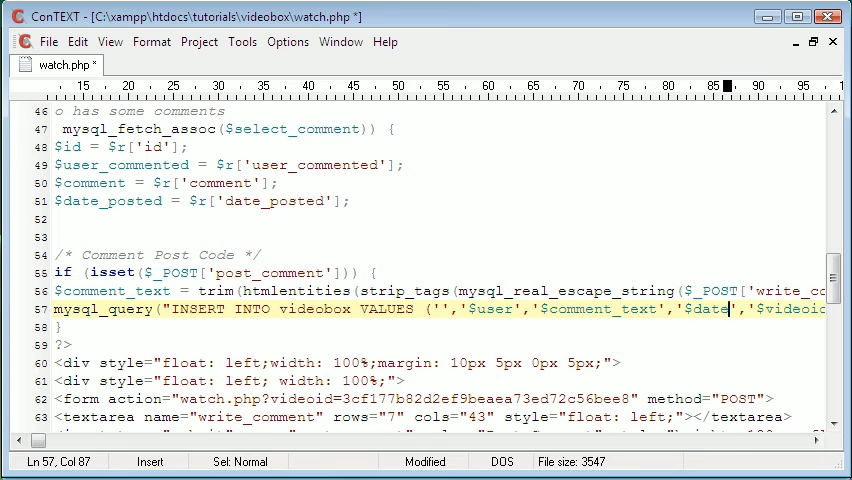 ConTEXT - [C:\xampp\htdocs\tutorials\videobox\watch.php *]
File Edit View Format Project Tools Options Window Help
watch.php *
15 20 25 30 35 40 45 50 55 60 65 70 75 80 85 90 95
46 o has some comments
47 mysql_fetch_assoc($select_comment)) {
48 $id = $r['id'];
49 $user_commented = $r['user_commented'];
50 $comment = $r['comment'];
51 $date_posted = $r['date_posted'];
52
53
54 /* Comment Post Code */
55 if (isset($_POST['post_comment'])) {
56 $comment_text = trim(htmlentities(strip_tags(mysql_real_escape_string($_POST['write_co
57 mysql_query("INSERT INTO videobox VALUES ('','$user','$comment_text','$date','$videoid
58 }
59 ?>
60 <div style="float: left;width: 100%;margin: 10px 5px 0px 5px;">
61 <div style="float: left; width: 100%;">
62 <form action="watch.php?videoid=3cf177b82d2ef9beaea73ed72c56bee8" method="POST">
63 <textarea name="write_comment" rows="7" cols="43" style="float: left;"></textarea>
Ln 57, Col 87 Insert Sel: Normal Modified DOS File size: 3547